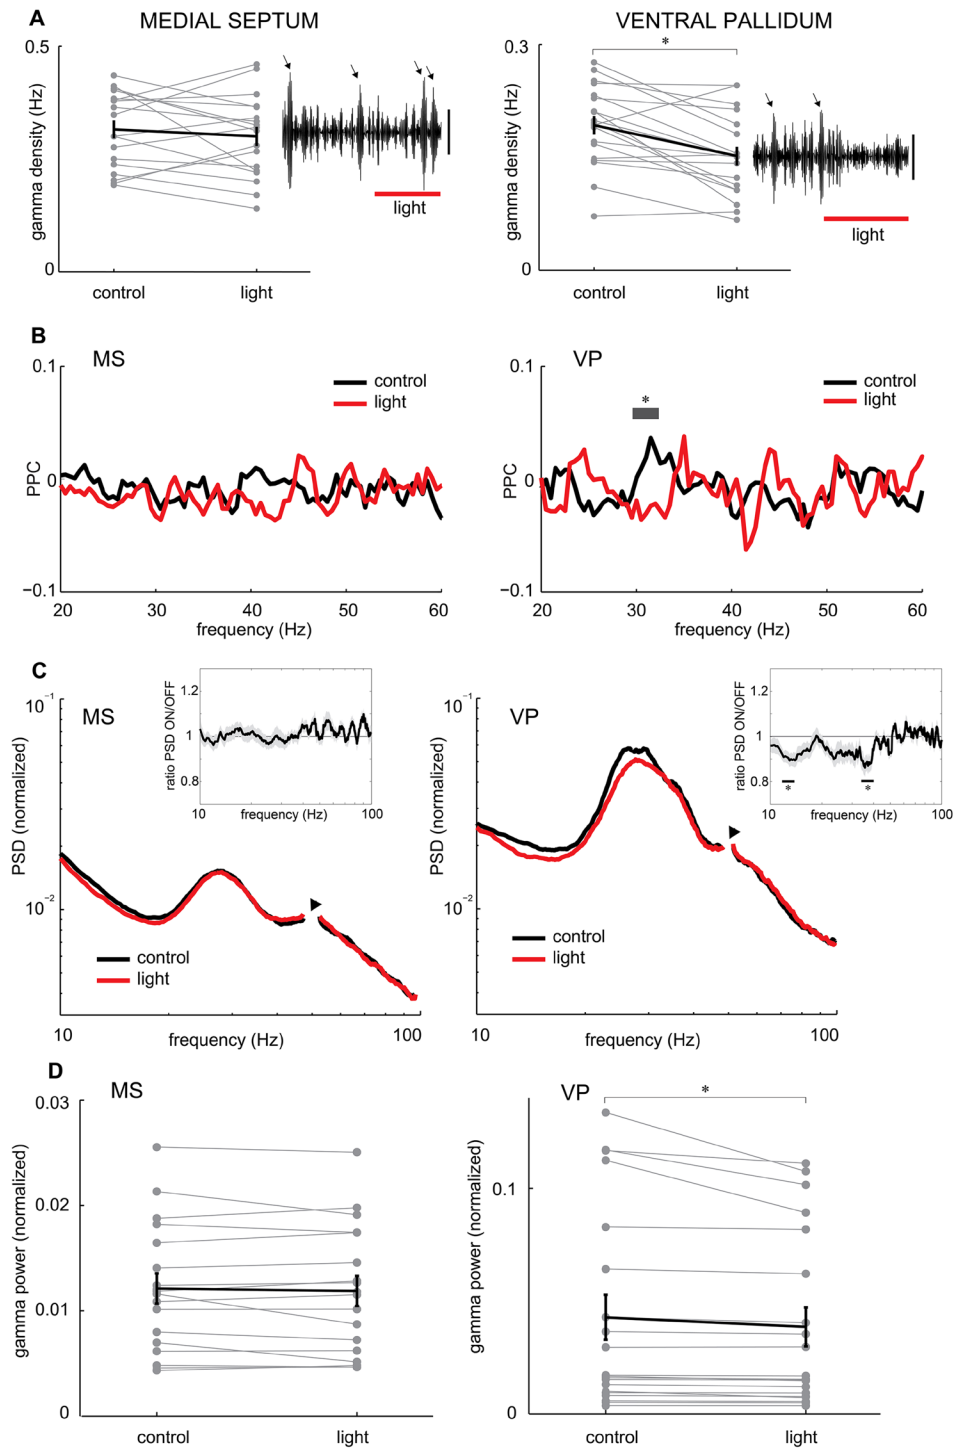 A
MEDIAL SEPTUM
VENTRAL PALLIDUM
0.5
gamma density (Hz)
0
control
light
light
0.3
*
gamma density (Hz)
0
control
light
light
B
MS
0.1
control
light
PPC
0
−0.1
20
30
40
50
60
frequency (Hz)
VP
0.1
control
light
*
PPC
0
−0.1
20
30
40
50
60
frequency (Hz)
C
MS
10⁻¹
PSD (normalized)
10⁻²
control
light
10
100
frequency (Hz)
ratio PSD ON/OFF
1.2
1
0.8
10
frequency (Hz)
100
VP
10⁻¹
PSD (normalized)
10⁻²
control
light
10
100
frequency (Hz)
ratio PSD ON/OFF
1.2
1
0.8
*
*
10
frequency (Hz)
100
D
MS
0.03
0.02
0.01
0
gamma power (normalized)
control
light
VP
*
0.1
0
gamma power (normalized)
control
light